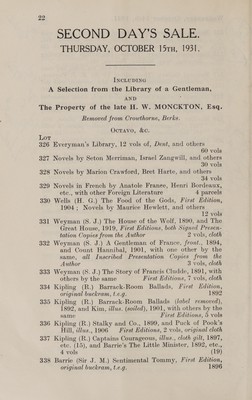 22
SECOND DAY'S SALE.
THURSDAY, OCTOBER 15TH, 1931.
INCLUDING
A Selection from the Library of a Gentleman,
AND
The Property of the late H. W. MONCKTON, Esq.
Removed from Crowthorne, Berks.
OCTAVO, &C.
LOT
326 Everyman's Library, 12 vols of, Dent, and others
60 vols
327 Novels by Seton Merriman, Israel Zangwill, and others
30 vols
328 Novels by Marion Crawford, Bret Harte, and others
34 vols
329 Novels in French by Anatole France, Henri Bordeaux,
etc., with other Foreign Literature 4 parcels
330 Wells (H. G.) The Food of the Gods, First Edition,
1904; Novels by Maurice Hewlett, and others
12 vols
331 Weyman (S. J.) The House of the Wolf, 1890, and The
Great House, 1919, First Editions, both Signed Presen-
tation Copies from the Author 2 vols, cloth
332 Weyman (S. J.) A Gentleman of France, front., 1894,
and Count Hannibal, 1901, with one other by the
same, all Inscribed Presentation Copies from the
Author 3 vols, cloth
333 Weyman (S. J.) The Story of Francis Cludde, 1891, with
others by the same First Editions, 7 vols, cloth
334 Kipling (R.) Barrack-Room Ballads, First Edition,
original buckram, t.e.g. 1892
335 Kipling (R.) Barrack-Room Ballads (label removed),
1892, and Kim, illus. (soiled), 1901, with others by the
same First Editions, 5 vols
336 Kipling (R.) Stalky and Co., 1899, and Puck of Pook's
Hill, illus., 1906 First Editions, 2 vols, original cloth
337 Kipling (R.) Captains Courageous, illus., cloth gilt, 1897,
etc. (15), and Barrie's The Little Minister, 1892, etc.,
4 vols (19)
338 Barrie (Sir J. M.) Sentimental Tommy, First Edition,
original buckram, t.e.g. 1896